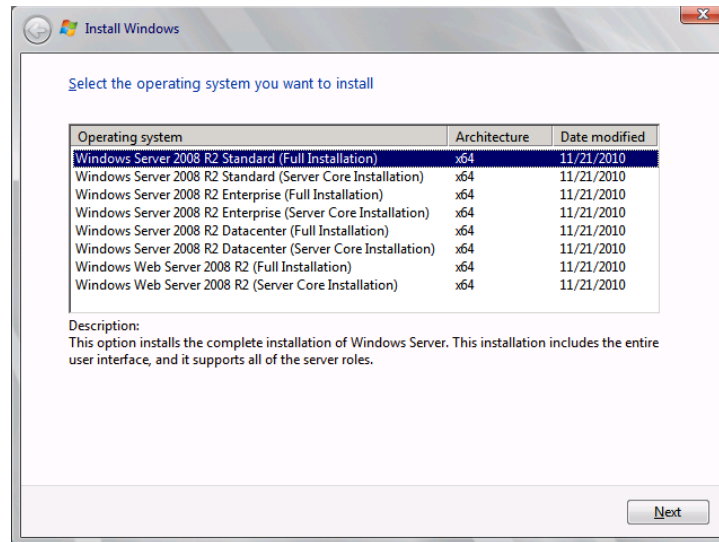 Install Windows
Select the operating system you want to install
Operating system Architecture Date modified
Windows Server 2008 R2 Standard (Full Installation) x64 11/21/2010
Windows Server 2008 R2 Standard (Server Core Installation) x64 11/21/2010
Windows Server 2008 R2 Enterprise (Full Installation) x64 11/21/2010
Windows Server 2008 R2 Enterprise (Server Core Installation) x64 11/21/2010
Windows Server 2008 R2 Datacenter (Full Installation) x64 11/21/2010
Windows Server 2008 R2 Datacenter (Server Core Installation) x64 11/21/2010
Windows Web Server 2008 R2 (Full Installation) x64 11/21/2010
Windows Web Server 2008 R2 (Server Core Installation) x64 11/21/2010
Description:
This option installs the complete installation of Windows Server. This installation includes the entire
user interface, and it supports all of the server roles.
Next